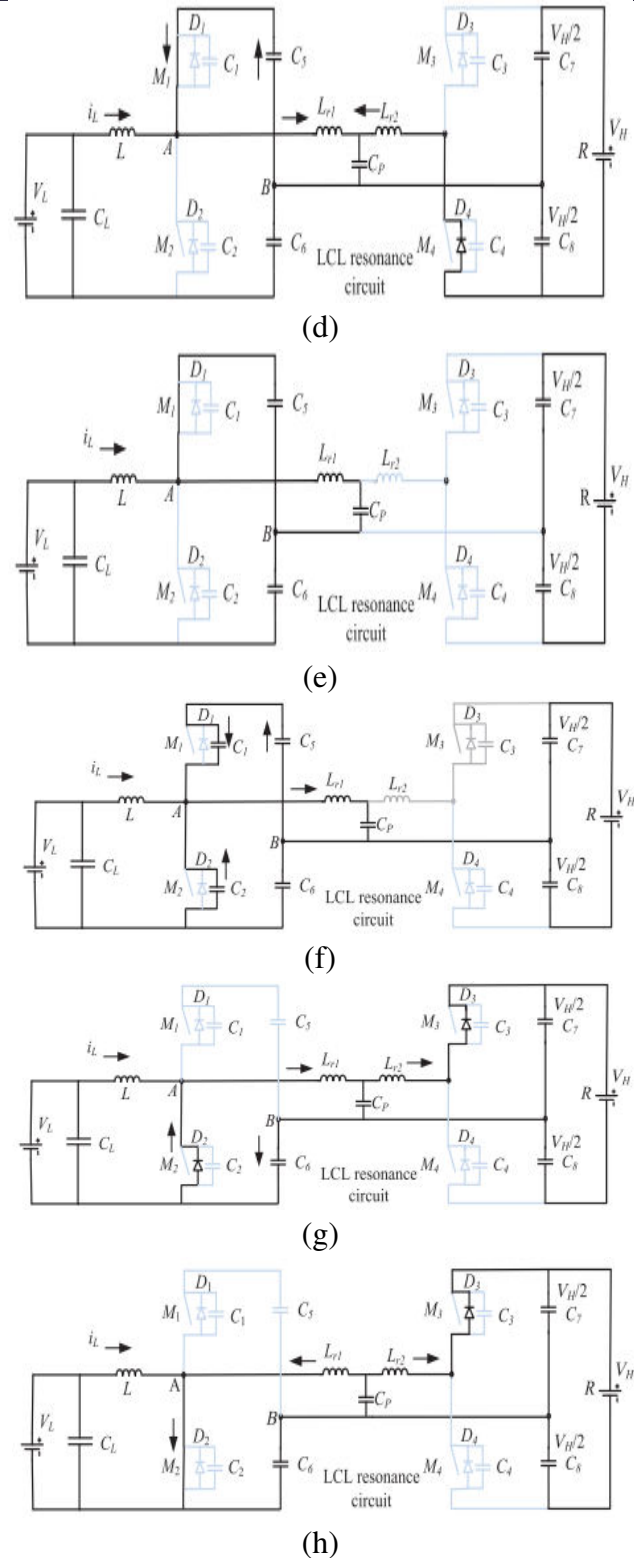 D1
D3
VH/2
M1
C1
C5
M3
C3
C7
iL
Lr1
Lr2
VH
L
A
CP
R
VL
B
D2
D4
VH/2
CL
M2
C2
C6
LCL resonance
circuit
M4
C4
C8
(d)
D1
D3
VH/2
M1
C1
C5
M3
C3
C7
iL
Lr1
Lr2
VH
L
A
CP
R
VL
B
D2
D4
VH/2
CL
M2
C2
C6
LCL resonance
circuit
M4
C4
C8
(e)
D1
D3
VH/2
M1
C1
C5
M3
C3
C7
iL
Lr1
Lr2
VH
L
A
CP
R
VL
B
D2
D4
VH/2
CL
M2
C2
C6
LCL resonance
circuit
M4
C4
C8
(f)
D1
D3
VH/2
M1
C1
C5
M3
C3
C7
iL
Lr1
Lr2
VH
L
A
CP
R
VL
B
D2
D4
VH/2
CL
M2
C2
C6
LCL resonance
circuit
M4
C4
C8
(g)
D1
D3
VH/2
M1
C1
C5
M3
C3
C7
iL
Lr1
Lr2
VH
L
A
CP
R
VL
B
D2
D4
VH/2
CL
M2
C2
C6
LCL resonance
circuit
M4
C4
C8
(h)